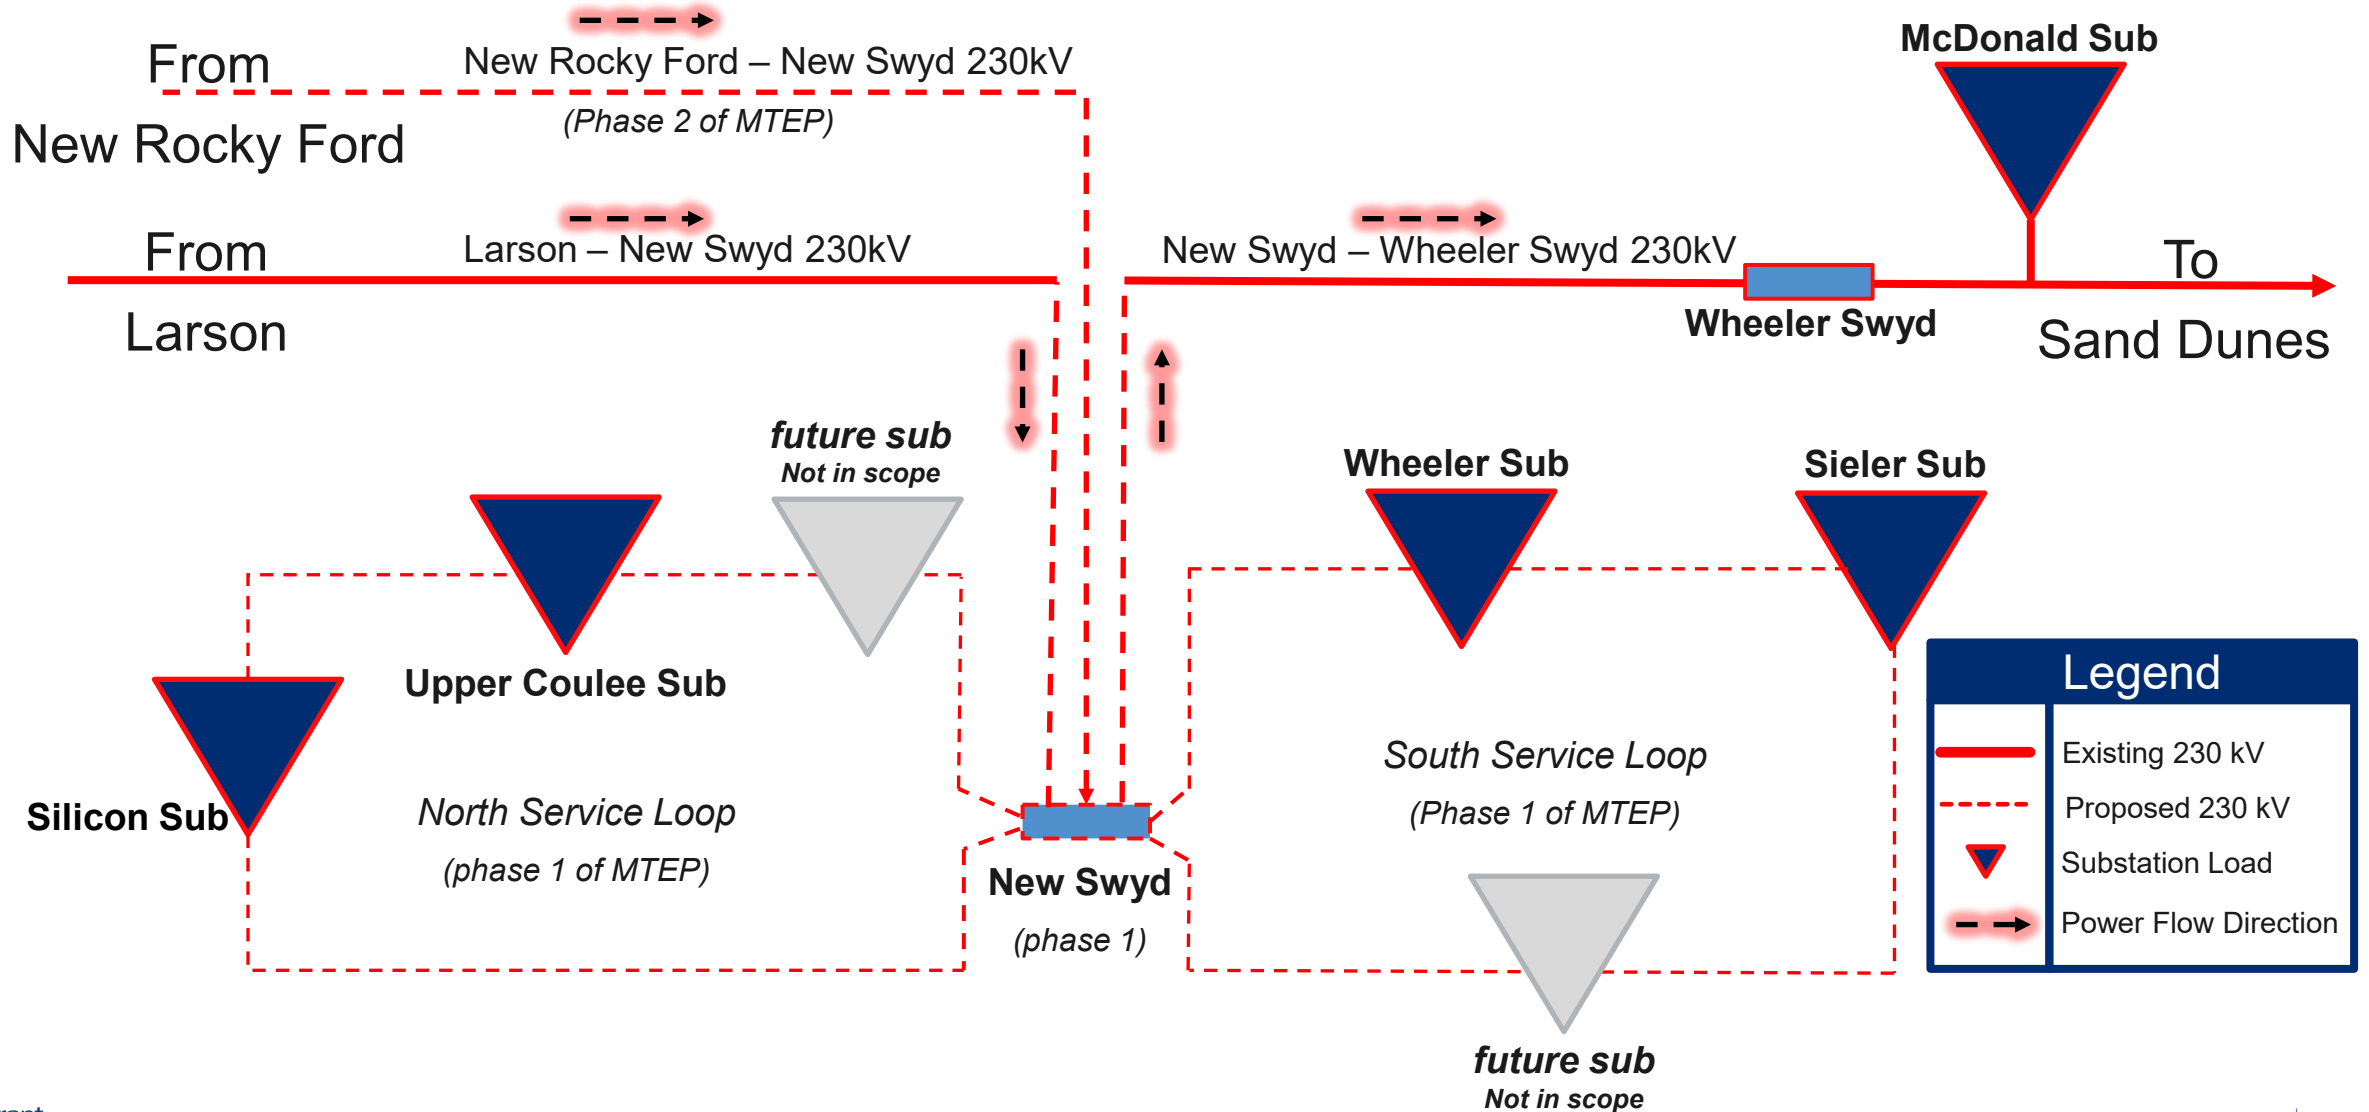 New Rocky Ford – New Swyd 230kV
(Phase 2 of MTEP)
From
New Rocky Ford
McDonald Sub
From
Larson
Larson – New Swyd 230kV
New Swyd – Wheeler Swyd 230kV
Wheeler Swyd
To
Sand Dunes
future sub
Not in scope
Wheeler Sub
Sieler Sub
Upper Coulee Sub
Silicon Sub
North Service Loop
(phase 1 of MTEP)
New Swyd
(phase 1)
South Service Loop
(Phase 1 of MTEP)
future sub
Not in scope
Legend
Existing 230 kV
Proposed 230 kV
Substation Load
Power Flow Direction